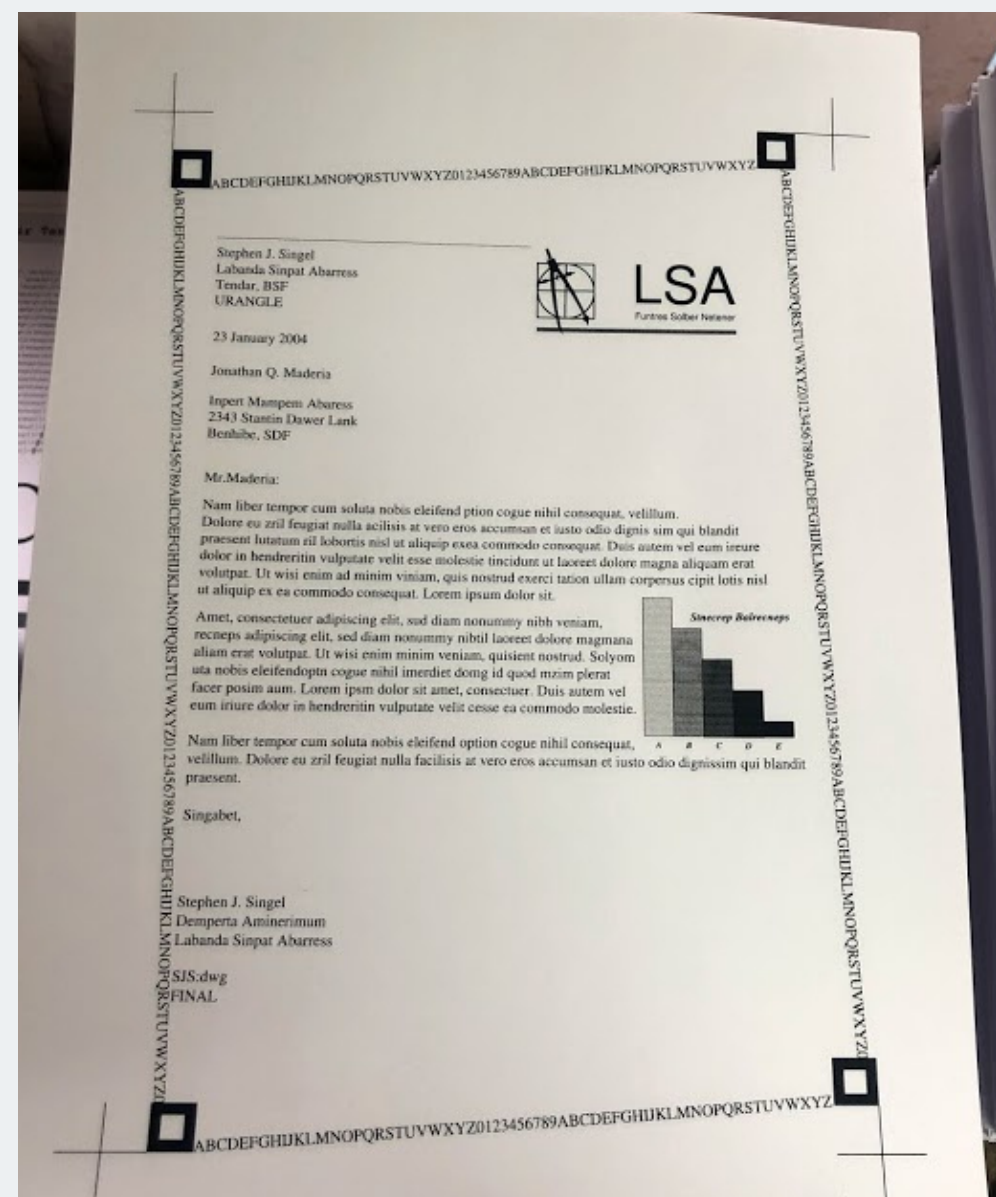 ABCDEFGHIJKLMNOPQRSTUVWXYZ0123456789ABCDEFGHIJKLMNOPQRSTUVWXYZ
ABCDEFGHIJKLMNOPQRSTUVWXYZ0123456789ABCDEFGHIJKLMNOPQRSTUVWXYZ0123456789ABCDEFGHIJKLMNOPQRSTUVWXYZ
ABCDEFGHIJKLMNOPQRSTUVWXYZ0123456789ABCDEFGHIJKLMNOPQRSTUVWXYZ0123456789ABCDEFGHIJKLMNOPQRSTUVWXYZ
Stephen J. Singel
Labanda Sinpat Abarress
Tendar, BSF
URANGLE
LSA
Funtree Solber Netener
23 January 2004
Jonathan Q. Maderia
Inpert Mampem Abaress
2343 Stantin Dawer Lank
Benhibe, SDF
Mr.Maderia:
Nam liber tempor cum soluta nobis eleifend ption cogue nihil consequat, velillum.
Dolore eu zril feugiat nulla acilisis at vero eros accumsan et iusto odio dignis sim qui blandit
praesent lutatum ril lobortis nisl ut aliquip exea commodo consequat. Duis autem vel eum ireure
dolor in hendreritin vulputate velit esse molestie tincidunt ut laoreet dolore magna aliquam erat
volutpat. Ut wisi enim ad minim viniam, quis nostrud exerci tation ullam corpersus cipit lotis nisl
ut aliquip ex ea commodo consequat. Lorem ipsum dolor sit.
Amet, consectetuer adipiscing elit, sud diam nonummy nibh veniam,
recneps adipiscing elit, sed diam nonummy nibtil laoreet dolore magmana
aliam erat volutpat. Ut wisi enim minim veniam, quisient nostrud. Solyom
uta nobis eleifendoptn cogue nihil imerdiet domg id quod mzim plerat
facer posim aum. Lorem ipsm dolor sit amet, consectuer. Duis autem vel
eum iriure dolor in hendreritin vulputate velit cesse ea commodo molestie.
Stnecrep Balrecneps
A B C D E
Nam liber tempor cum soluta nobis eleifend option cogue nihil consequat,
velillum. Dolore eu zril feugiat nulla facilisis at vero eros accumsan et iusto odio dignissim qui blandit
praesent.
Singabet,
Stephen J. Singel
Demperta Aminerimum
Labanda Sinpat Abarress
SJS:dwg
FINAL
ABCDEFGHIJKLMNOPQRSTUVWXYZ0123456789ABCDEFGHIJKLMNOPQRSTUVWXYZ